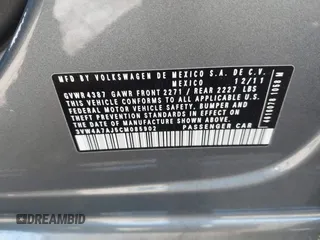 MFD. BY VOLKSWAGEN DE MEXICO S.A. DE C.V.
MEXICO 12/11
GVWR4387 GAWR FRONT 2271 / REAR 2227 LBS
THIS VEHICLE CONFORMS TO ALL APPLICABLE
FEDERAL MOTOR VEHICLE SAFETY, BUMPER AND
THEFT PREVENTION STANDARDS IN EFFECT ON THE
DATE OF MANUFACTURE SHOWN ABOVE.
3VW4A7AJ5CM085902 PASSENGER CAR
DREAMBID